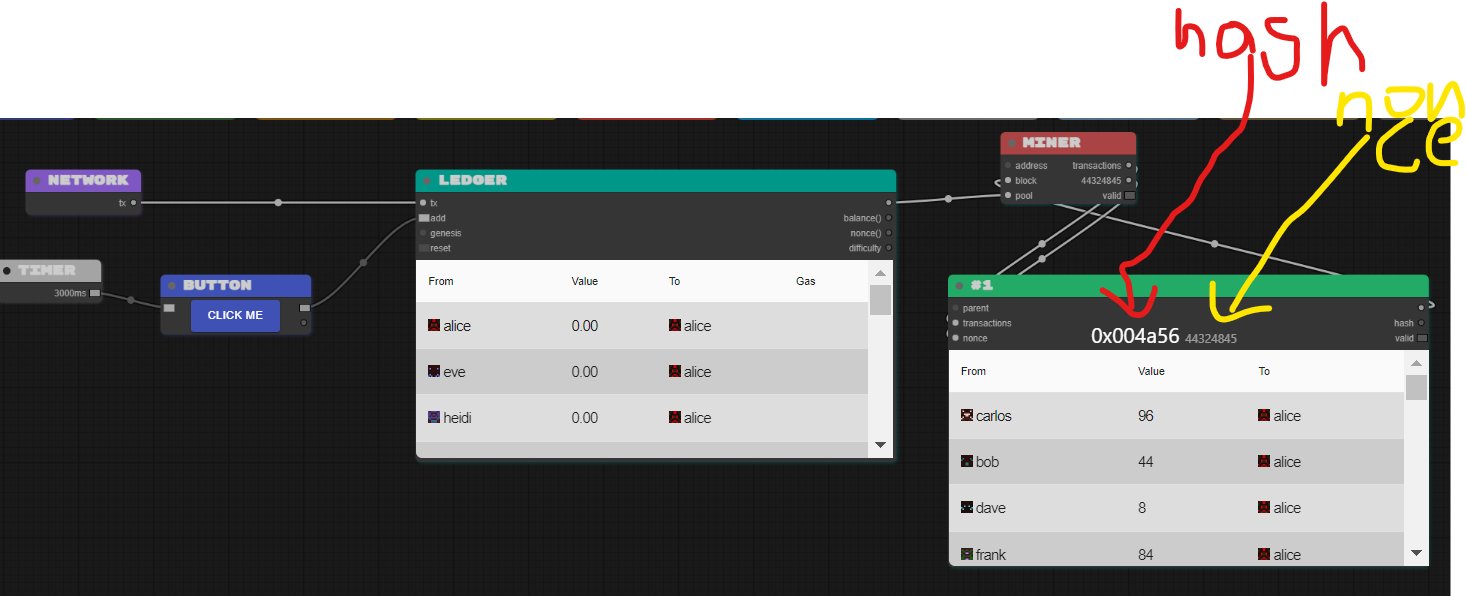 hash
nonce
MINER
address transactions
block 44324845
pool valid
NETWORK
tx
LEDGER
tx
add balance()
genesis nonce()
reset difficulty
From Value To Gas
alice 0.00 alice
eve 0.00 alice
heidi 0.00 alice
TIMER
3000ms
BUTTON
CLICK ME
#1
parent
transactions hash
nonce 0x004a56 44324845 valid
From Value To
carlos 96 alice
bob 44 alice
dave 8 alice
frank 84 alice